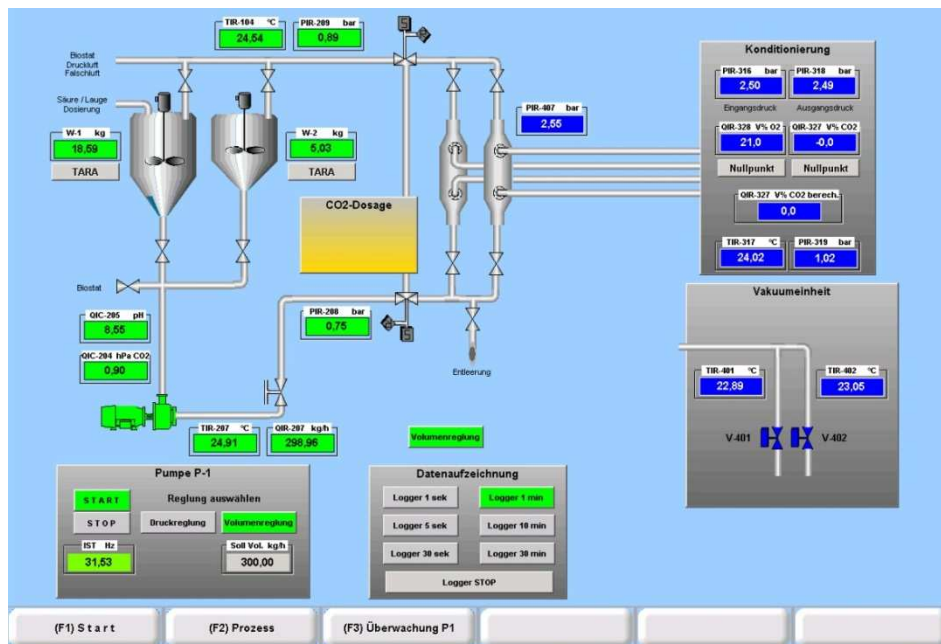 TIR-104 °C
24,54
PIR-209 bar
0,89
S
Biostat
Druckluft
Falschluft
Säure / Lauge
Dosierung
W-1 kg
18,59
TARA
W-2 kg
5,03
TARA
PIR-407 bar
2,55
Konditionierung
PIR-316 bar
2,50
PIR-318 bar
2,49
Eingangsdruck
Ausgangsdruck
QIR-328 V% O2
21,0
QIR-327 V% CO2
-0,0
Nullpunkt
Nullpunkt
QIR-327 V% CO2 berech.
0,0
TIR-317 °C
24,02
PIR-319 bar
1,02
CO2-Dosage
Biostat
QIC-205 pH
8,55
QIC-204 hPa CO2
0,90
PIR-208 bar
0,75
S
Entleerung
TIR-207 °C
24,91
QIR-207 kg/h
298,96
Volumenreglung
Vakuumeinheit
TIR-401 °C
22,89
TIR-402 °C
23,05
V-401
V-402
Pumpe P-1
START
Reglung auswählen
STOP
Druckreglung
Volumenreglung
IST Hz
31,53
Soll Vol. kg/h
300,00
Datenaufzeichnung
Logger 1 sek
Logger 1 min
Logger 5 sek
Logger 10 min
Logger 30 sek
Logger 30 min
Logger STOP
(F1) Start
(F2) Prozess
(F3) Überwachung P1